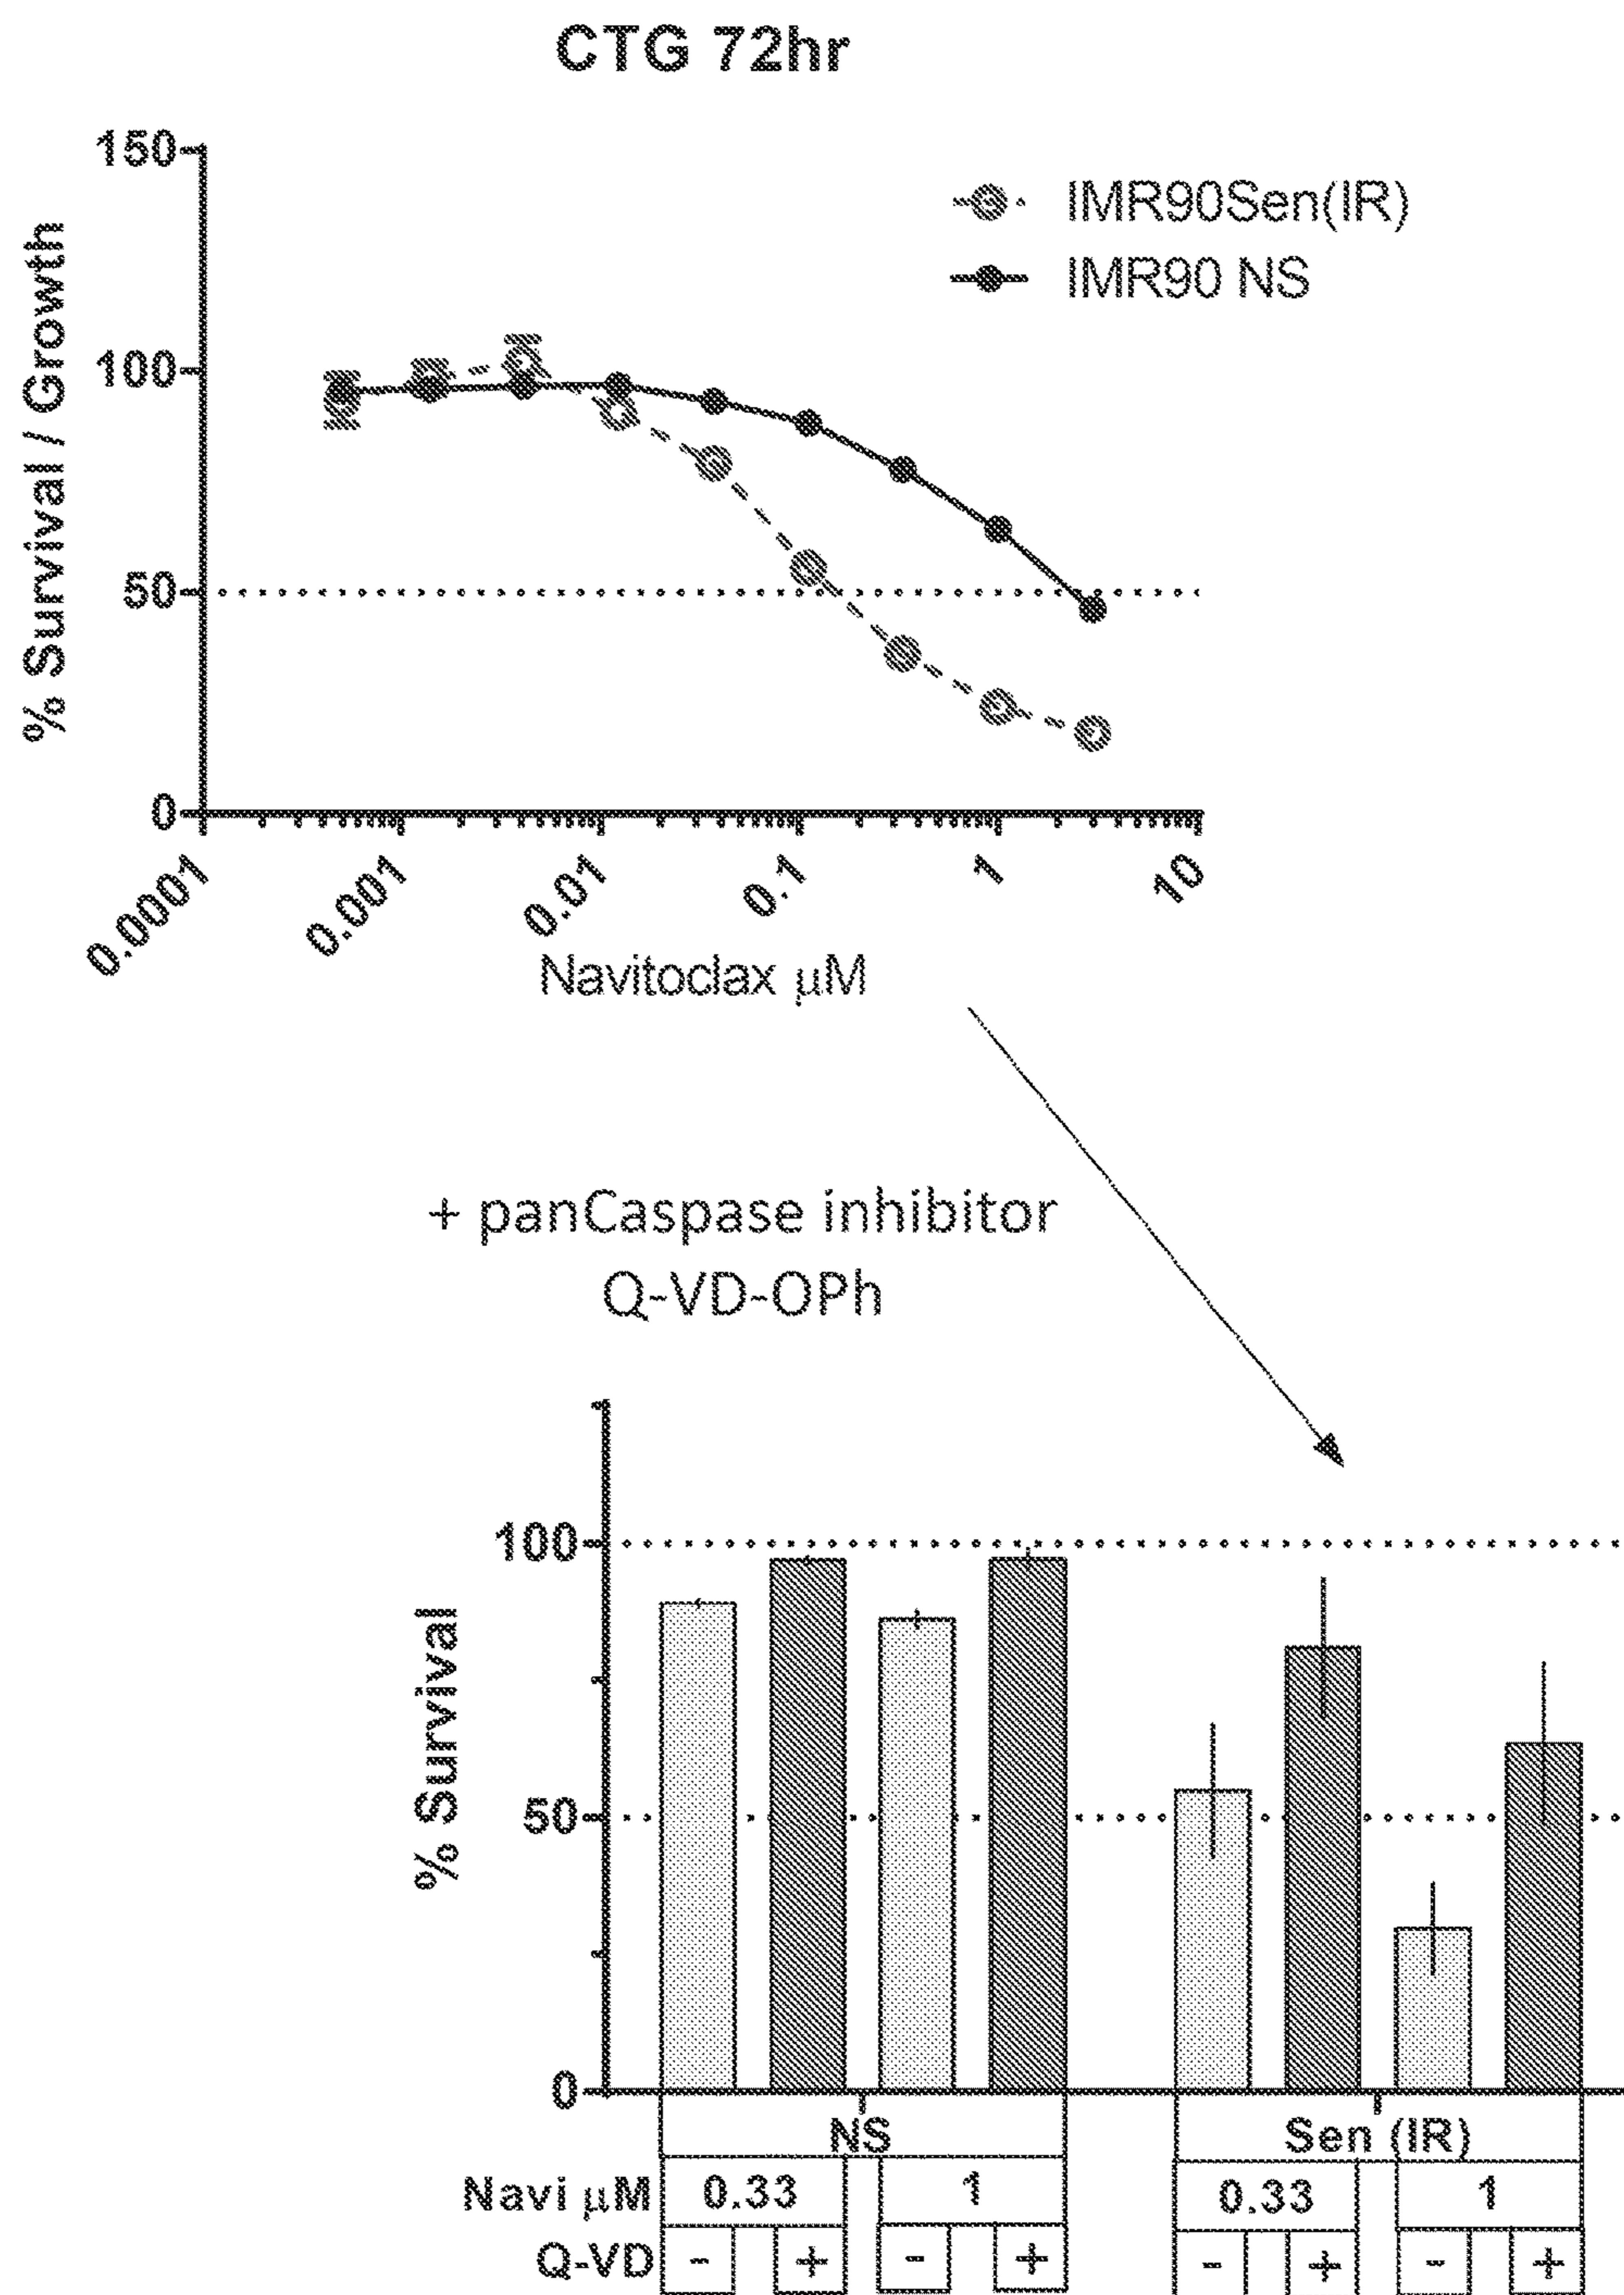 CTG 72hr
150
100
50
0
% Survival / Growth
IMR90Sen(IR)
IMR90 NS
0.0001 0.001 0.01 0.1 1 10
Navitoclax μM
+ panCaspase inhibitor
Q-VD-OPh
100
50
0
% Survival
NS Sen (IR)
Navi μM 0.33 1 0.33 1
Q-VD - + - + - + - +